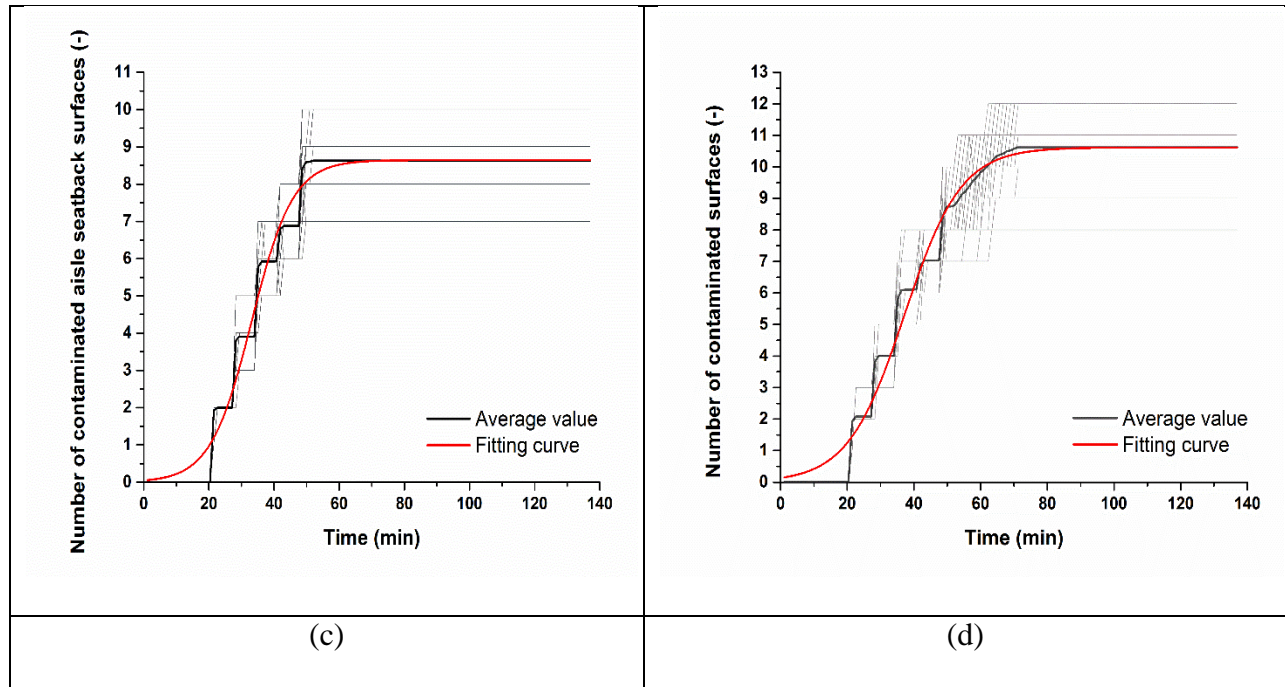 Number of contaminated aisle seatback surfaces (-)
11
10
9
8
7
6
5
4
3
2
1
0
0 20 40 60 80 100 120 140
Time (min)
Average value
Fitting curve
Number of contaminated surfaces (-)
13
12
11
10
9
8
7
6
5
4
3
2
1
0
0 20 40 60 80 100 120 140
Time (min)
Average value
Fitting curve
(c) (d)